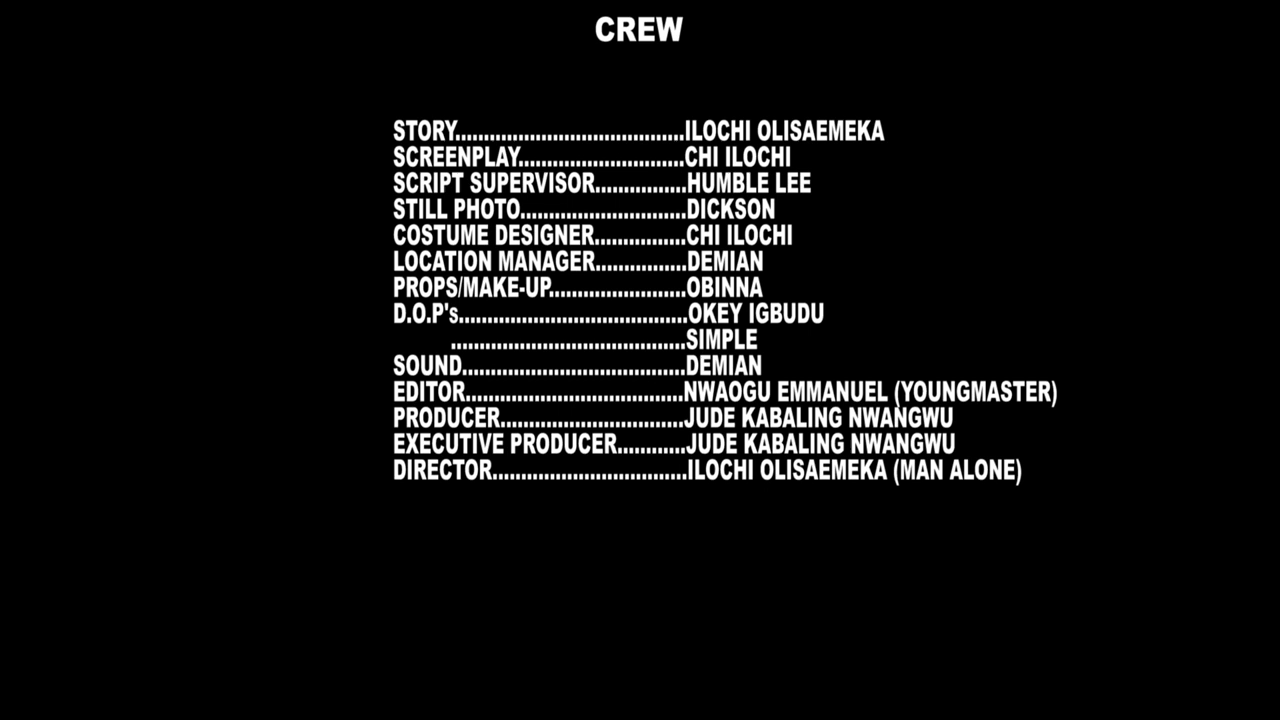 CREW
STORY.........................................ILOCHI OLISAEMEKA
SCREENPLAY..............................CHI ILOCHI
SCRIPT SUPERVISOR................HUMBLE LEE
STILL PHOTO..............................DICKSON
COSTUME DESIGNER................CHI ILOCHI
LOCATION MANAGER................DEMIAN
PROPS/MAKE-UP.........................OBINNA
D.O.P's.........................................OKEY IGBUDU
..........................................SIMPLE
SOUND........................................DEMIAN
EDITOR.......................................NWAOGU EMMANUEL (YOUNGMASTER)
PRODUCER.................................JUDE KABALING NWANGWU
EXECUTIVE PRODUCER............JUDE KABALING NWANGWU
DIRECTOR...................................ILOCHI OLISAEMEKA (MAN ALONE)